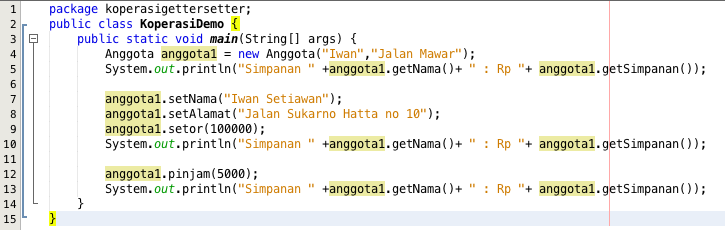 1 package koperasigettersetter;
2 public class KoperasiDemo {
3 public static void main(String[] args) {
4 Anggota anggota1 = new Anggota("Iwan","Jalan Mawar");
5 System.out.println("Simpanan " +anggota1.getNama()+ " : Rp "+ anggota1.getSimpanan());
6
7 anggota1.setNama("Iwan Setiawan");
8 anggota1.setAlamat("Jalan Sukarno Hatta no 10");
9 anggota1.setor(100000);
10 System.out.println("Simpanan " +anggota1.getNama()+ " : Rp "+ anggota1.getSimpanan());
11
12 anggota1.pinjam(5000);
13 System.out.println("Simpanan " +anggota1.getNama()+ " : Rp "+ anggota1.getSimpanan());
14 }
15 }